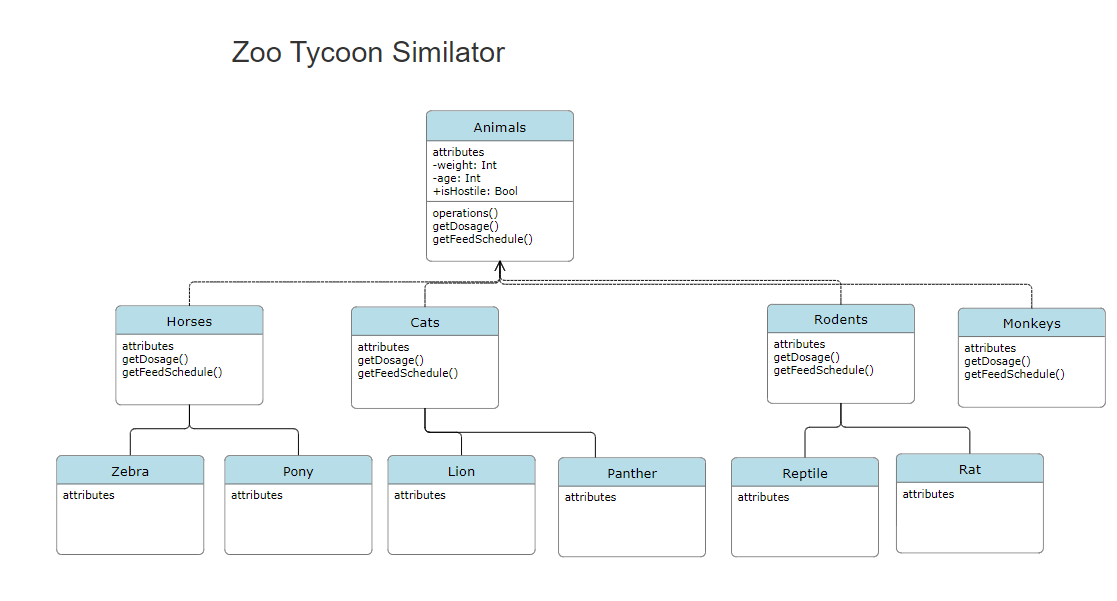 Zoo Tycoon Similator
Animals
attributes
-weight: Int
-age: Int
+isHostile: Bool
operations()
getDosage()
getFeedSchedule()
Horses
attributes
getDosage()
getFeedSchedule()
Cats
attributes
getDosage()
getFeedSchedule()
Rodents
attributes
getDosage()
getFeedSchedule()
Monkeys
attributes
getDosage()
getFeedSchedule()
Zebra
attributes
Pony
attributes
Lion
attributes
Panther
attributes
Reptile
attributes
Rat
attributes